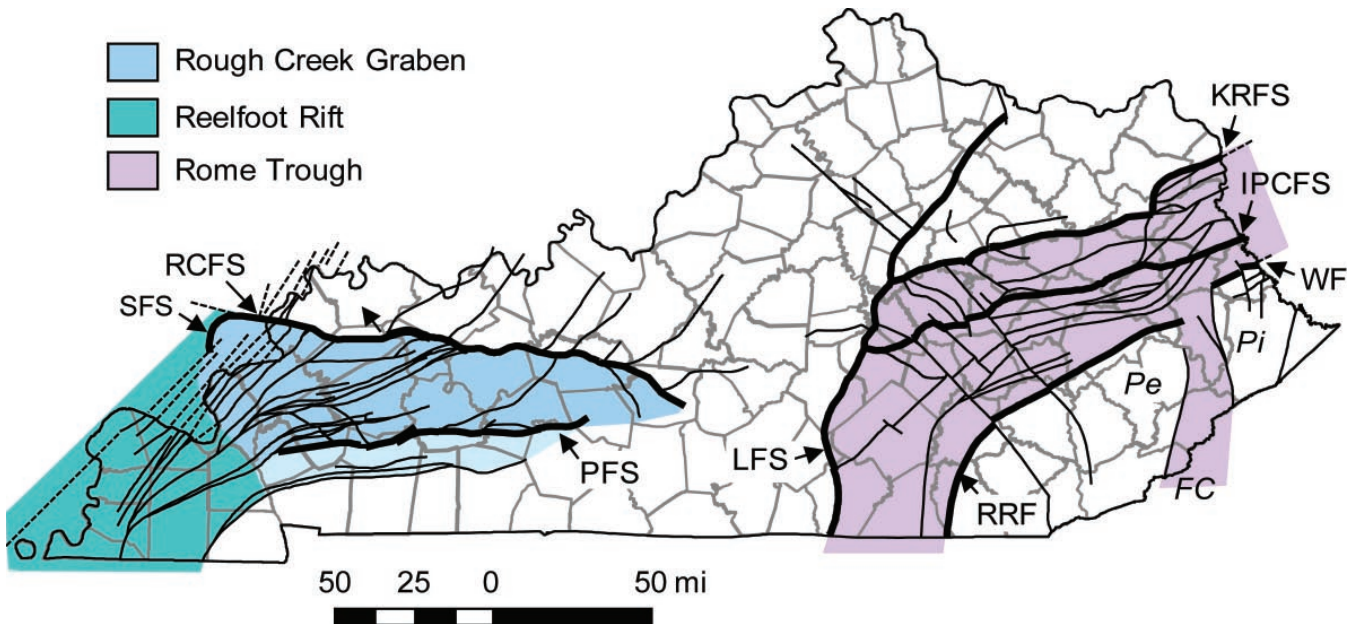 Rough Creek Graben
Reelfoot Rift
Rome Trough
KRFS
IPCFS
RCFS
SFS
WF
Pi
Pe
LFS
PFS
RRF
FC
50 25 0 50 mi